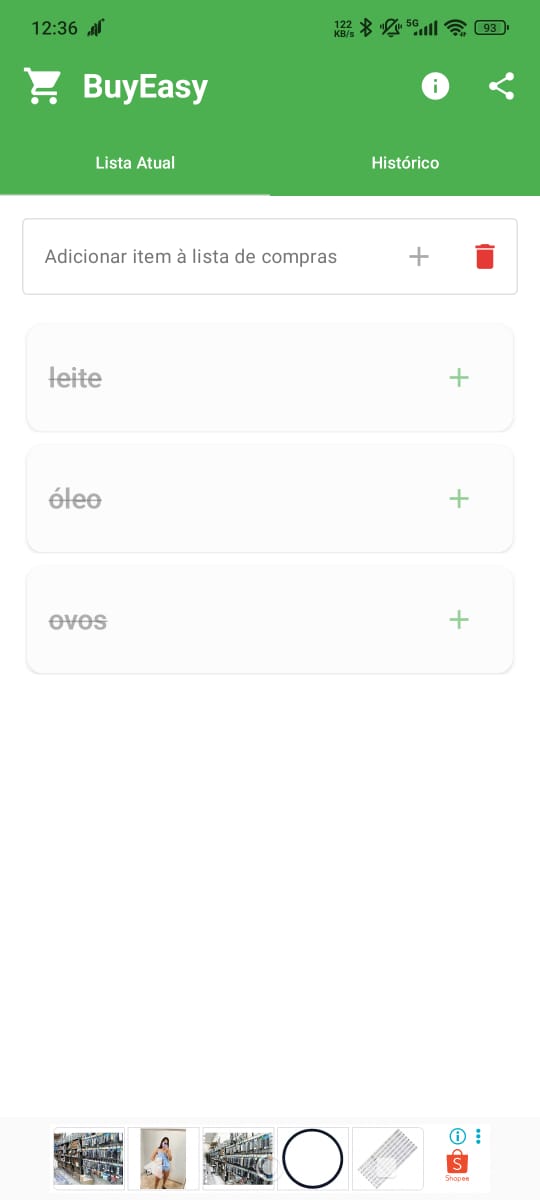 12:36
122
KB/s
5G
93
BuyEasy
Lista Atual
Histórico
Adicionar item à lista de compras
leite
óleo
ovos
Shopee